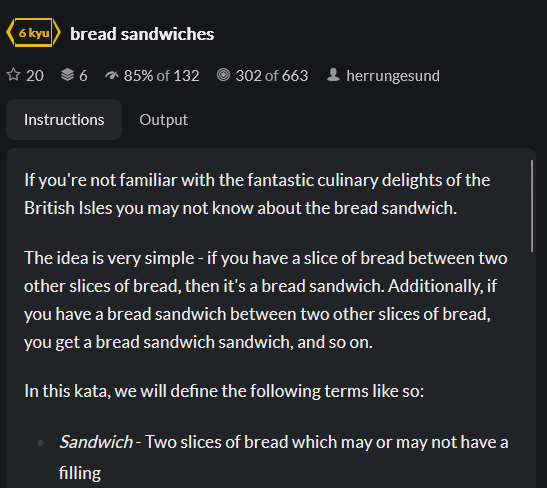 6 kyu bread sandwiches
20 6 85% of 132 302 of 663 herrungesund
Instructions Output
If you're not familiar with the fantastic culinary delights of the
British Isles you may not know about the bread sandwich.
The idea is very simple - if you have a slice of bread between two
other slices of bread, then it's a bread sandwich. Additionally, if
you have a bread sandwich between two other slices of bread,
you get a bread sandwich sandwich, and so on.
In this kata, we will define the following terms like so:
Sandwich - Two slices of bread which may or may not have a
filling